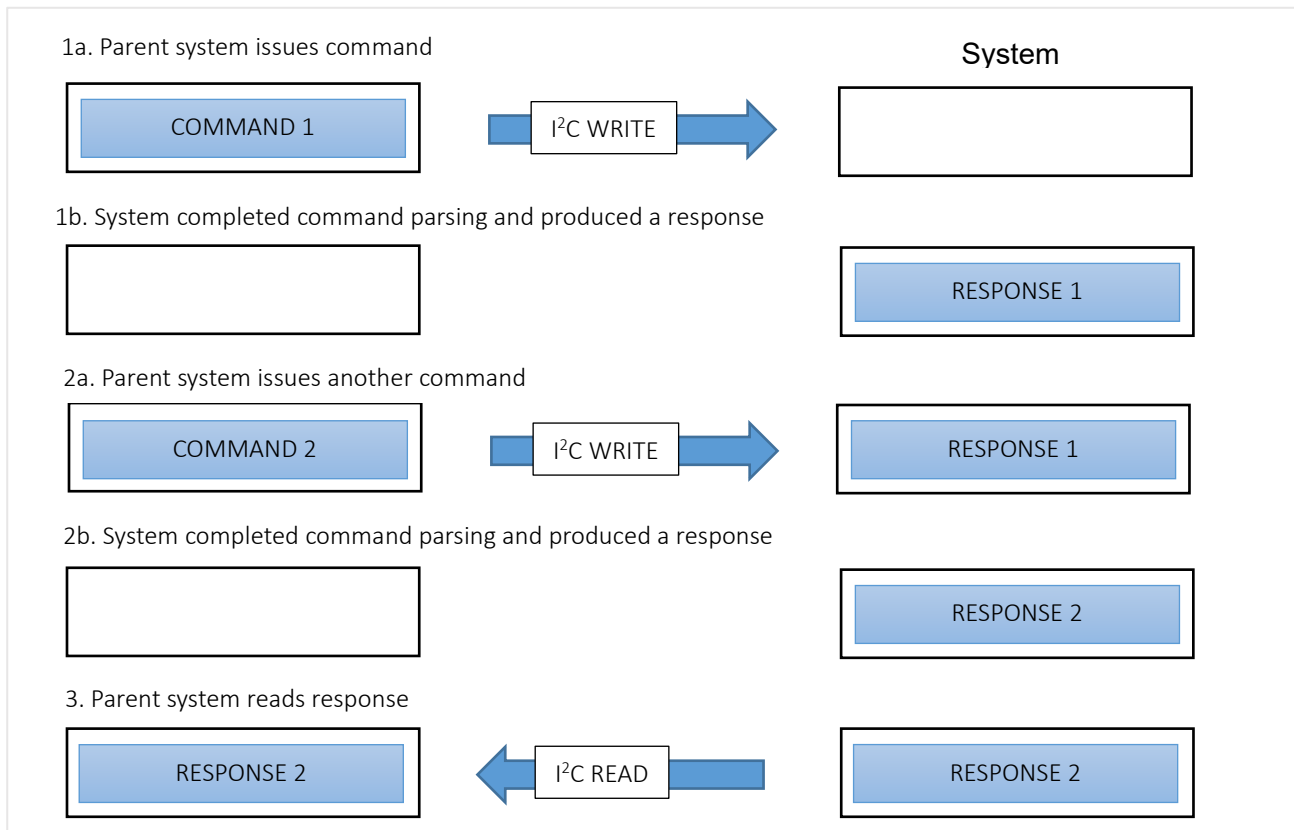 1a. Parent system issues command
System
COMMAND 1
I²C WRITE
1b. System completed command parsing and produced a response
RESPONSE 1
2a. Parent system issues another command
COMMAND 2
I²C WRITE
RESPONSE 1
2b. System completed command parsing and produced a response
RESPONSE 2
3. Parent system reads response
RESPONSE 2
I²C READ
RESPONSE 2